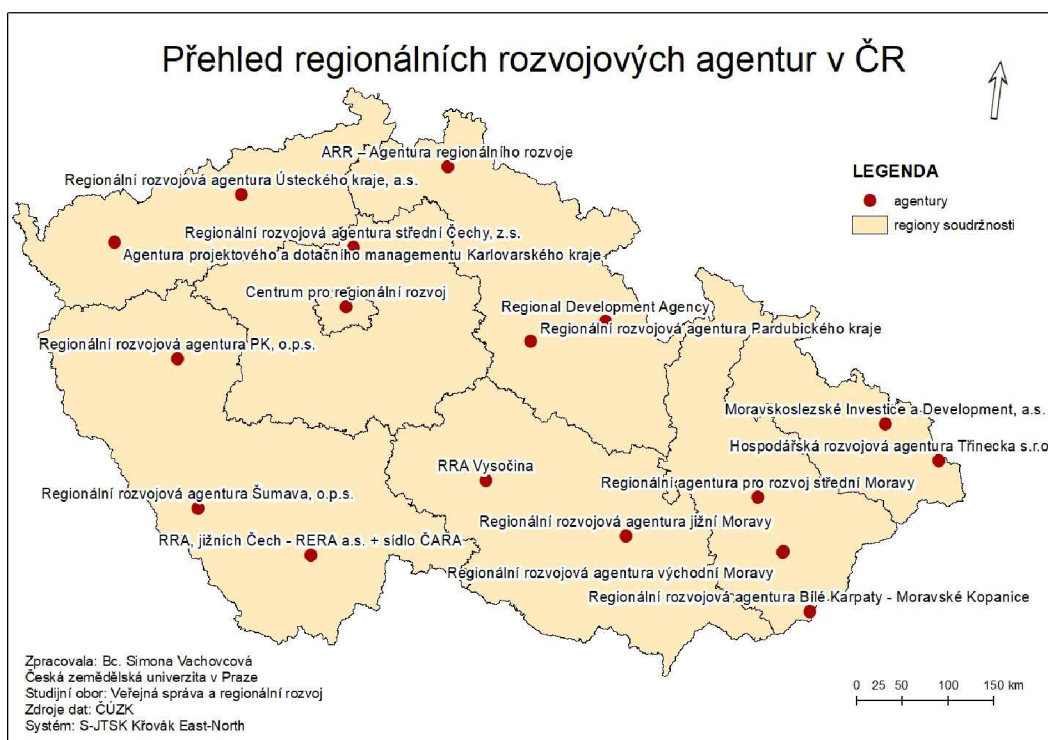 Přehled regionálních rozvojových agentur v ČR
ARR – Agentura regionálního rozvoje
Regionální rozvojová agentura Ústeckého kraje, a.s.
LEGENDA
agentury
regiony soudržnosti
Regionální rozvojová agentura střední Čechy, z.s.
Agentura projektového a dotačního managementu Karlovarského kraje
Centrum pro regionální rozvoj
Regional Development Agency
Regionální rozvojová agentura Pardubického kraje
Regionální rozvojová agentura PK, o.p.s.
Moravskoslezské Investice a Development, a.s.
Hospodářská rozvojová agentura Třinecka s.r.o
RRA Vysočina
Regionální agentura pro rozvoj střední Moravy
Regionální rozvojová agentura Šumava, o.p.s.
Regionální rozvojová agentura jižní Moravy
RRA, jižních Čech - RERA a.s. + sídlo ČARA
Regionální rozvojová agentura východní Moravy
Regionální rozvojová agentura Bílé Karpaty - Moravské Kopanice
Zpracovala: Bc. Simona Vachovcová
Česká zemědělská univerzita v Praze
Studijní obor: Veřejná správa a regionální rozvoj
Zdroje dat: ČÚZK
Systém: S-JTSK Křovák East-North
0 25 50 100 150 km